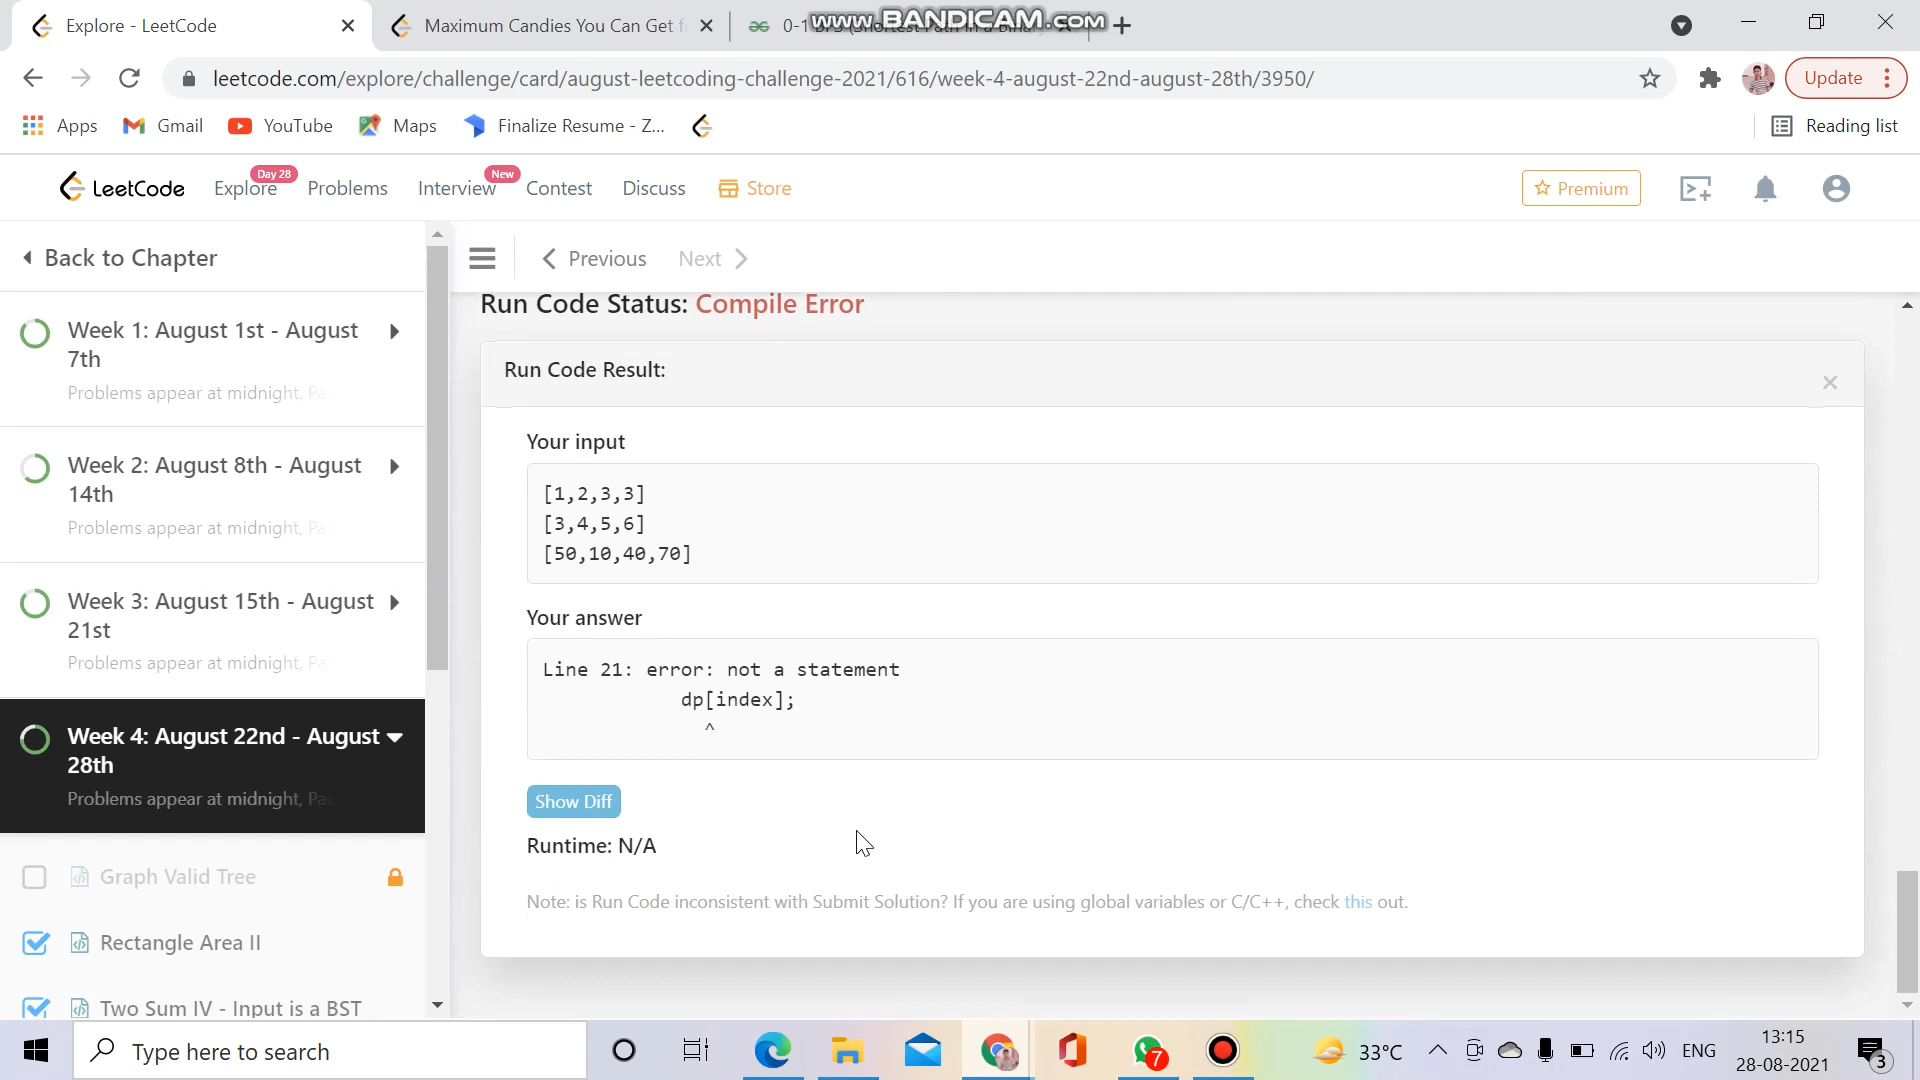 www.BANDICAM.com
Explore - LeetCode
Maximum Candies You Can Get
0-1
leetcode.com/explore/challenge/card/august-leetcoding-challenge-2021/616/week-4-august-22nd-august-28th/3950/
Update
Apps
Gmail
YouTube
Maps
Finalize Resume - Z...
Reading list
LeetCode
Explore
Day 28
Problems
Interview
New
Contest
Discuss
Store
Premium
Back to Chapter
Previous
Next
Week 1: August 1st - August
7th
Problems appear at midnight,
Week 2: August 8th - August
14th
Problems appear at midnight,
Week 3: August 15th - August
21st
Problems appear at midnight,
Week 4: August 22nd - August
28th
Problems appear at midnight,
Graph Valid Tree
Rectangle Area II
Two Sum IV - Input is a BST
Run Code Status: Compile Error
Run Code Result:
Your input
[1,2,3,3]
[3,4,5,6]
[50,10,40,70]
Your answer
Line 21: error: not a statement
dp[index];
^
Show Diff
Runtime: N/A
Note: is Run Code inconsistent with Submit Solution? If you are using global variables or C/C++, check this out.
Type here to search
7
33°C
ENG
13:15
28-08-2021
3